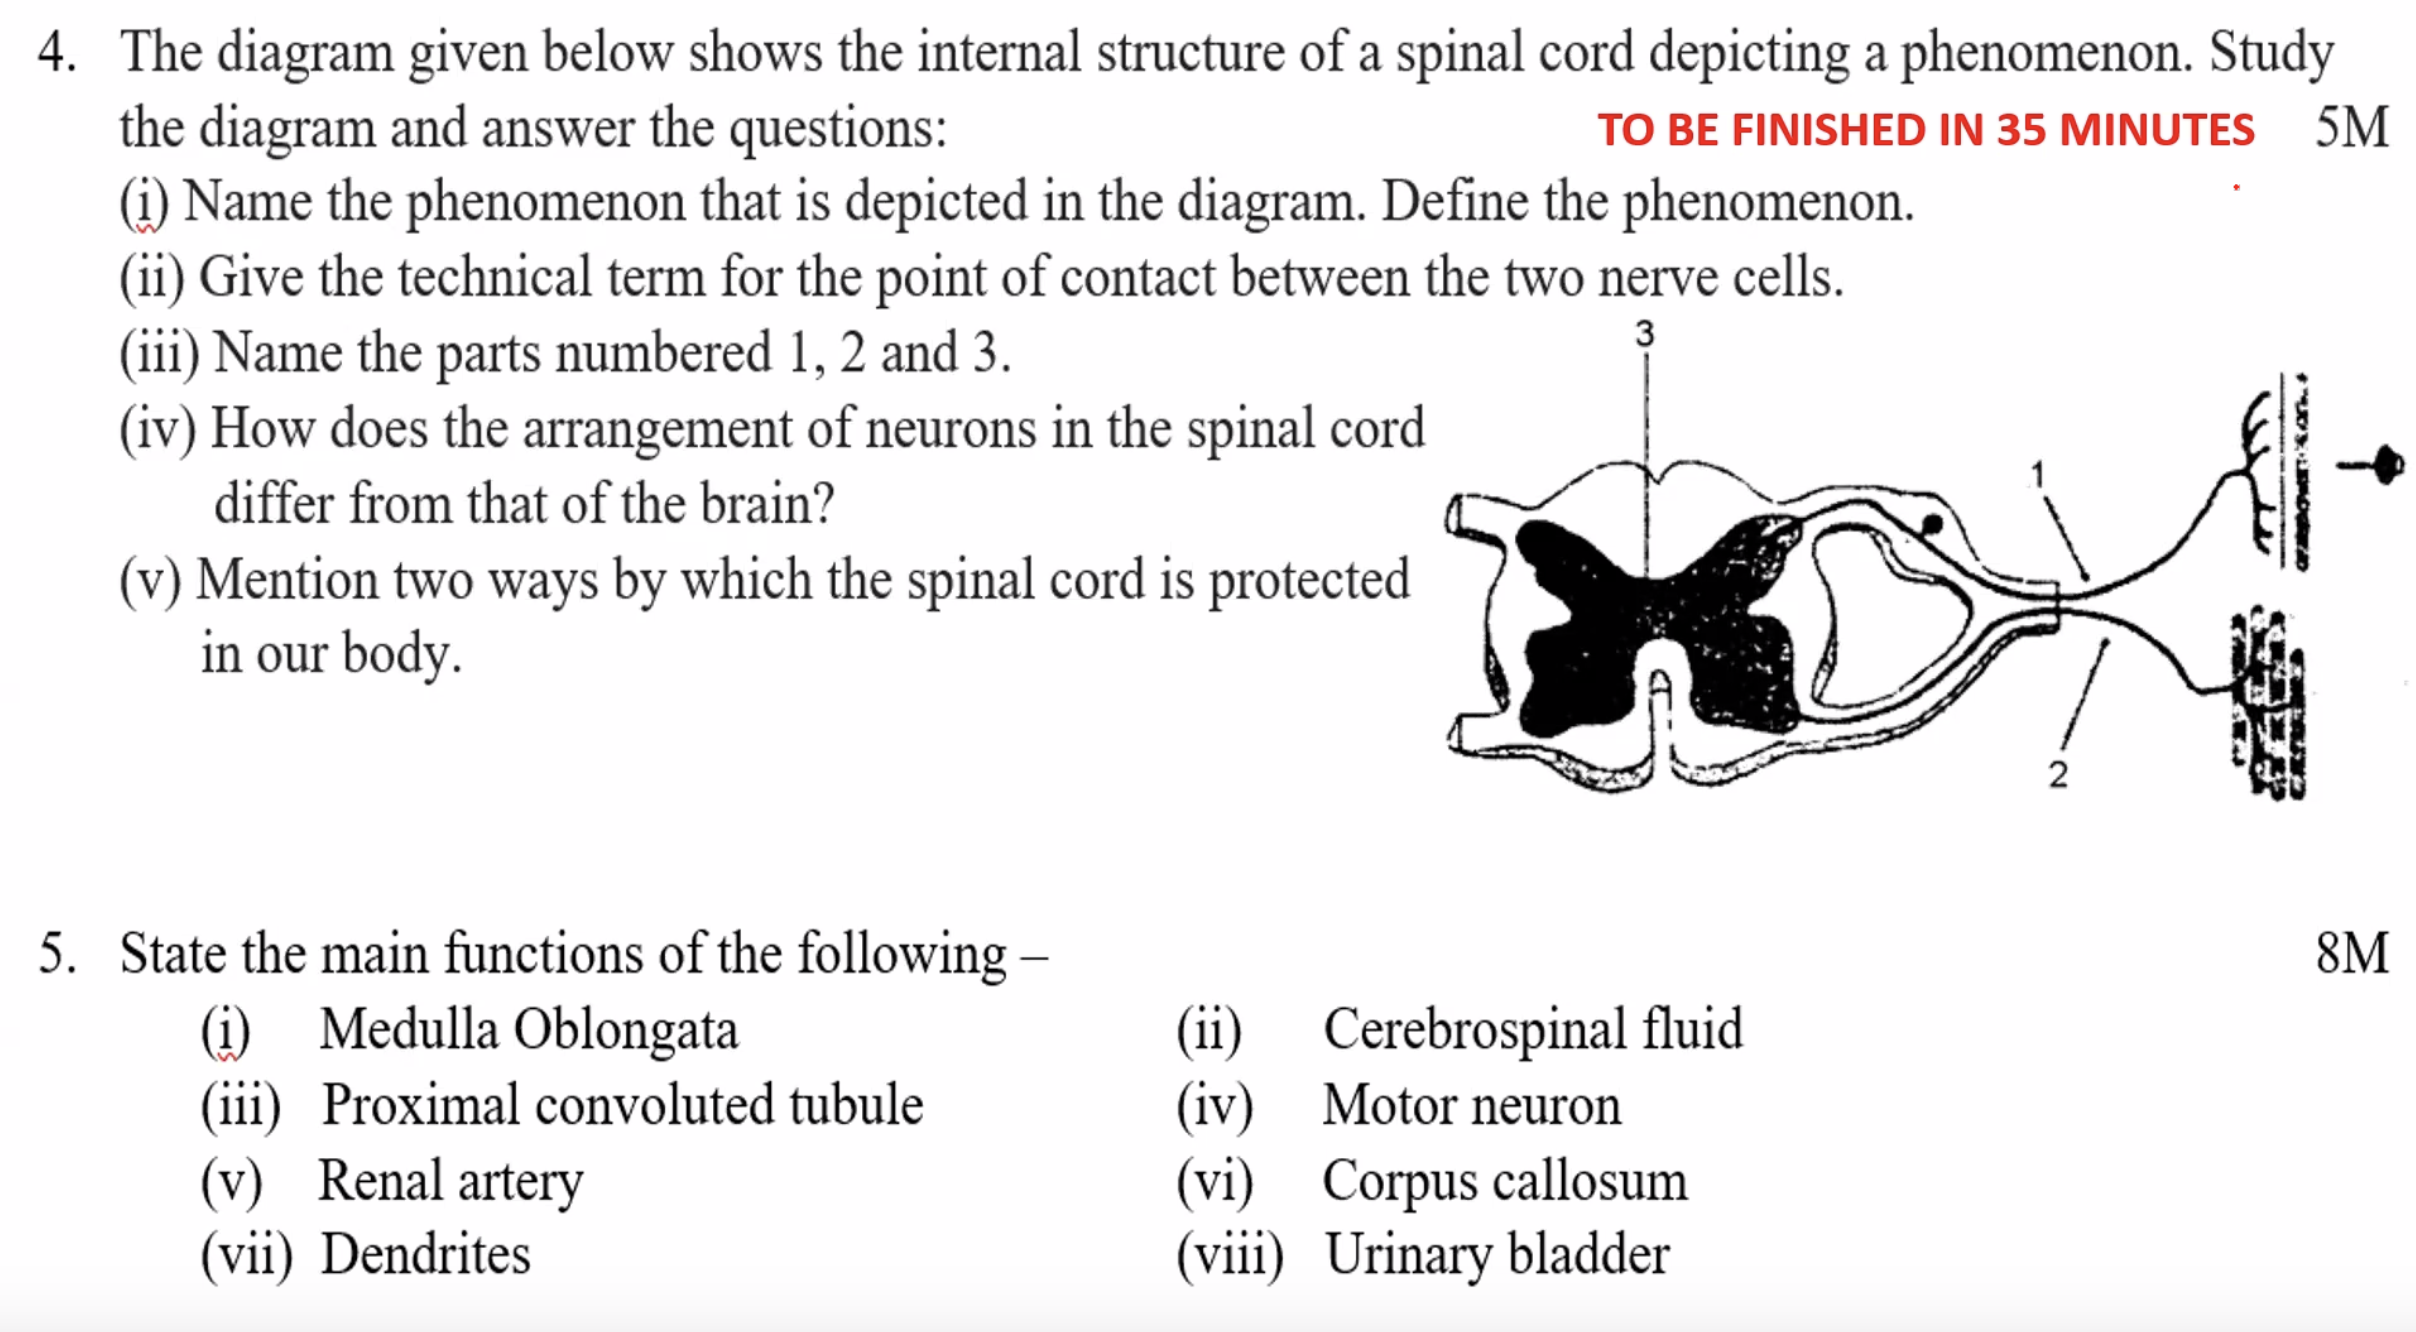 4. The diagram given below shows the internal structure of a spinal cord depicting a phenomenon. Study
the diagram and answer the questions: TO BE FINISHED IN 35 MINUTES 5M
(i) Name the phenomenon that is depicted in the diagram. Define the phenomenon.
(ii) Give the technical term for the point of contact between the two nerve cells.
(iii) Name the parts numbered 1, 2 and 3.
(iv) How does the arrangement of neurons in the spinal cord
differ from that of the brain?
(v) Mention two ways by which the spinal cord is protected
in our body.
3
1
2
5. State the main functions of the following – 8M
(i) Medulla Oblongata (ii) Cerebrospinal fluid
(iii) Proximal convoluted tubule (iv) Motor neuron
(v) Renal artery (vi) Corpus callosum
(vii) Dendrites (viii) Urinary bladder